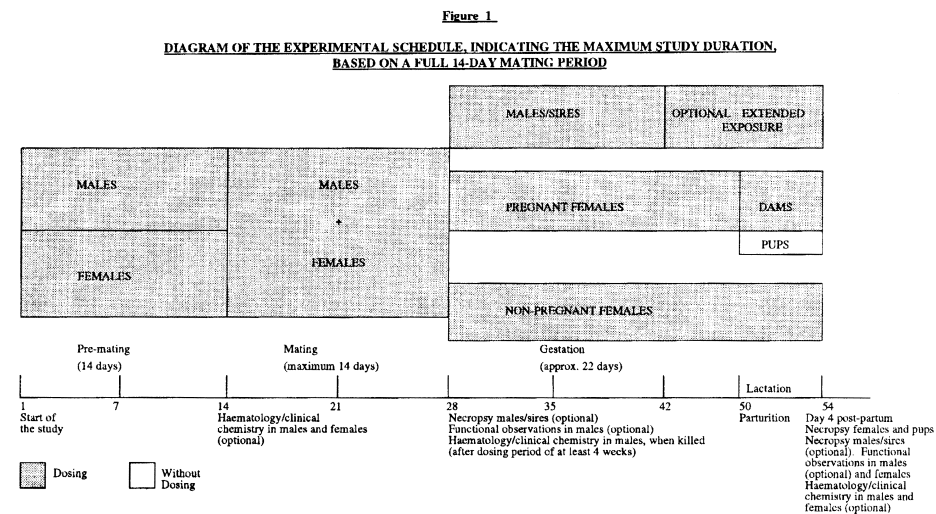 Figure 1
DIAGRAM OF THE EXPERIMENTAL SCHEDULE, INDICATING THE MAXIMUM STUDY DURATION,
BASED ON A FULL 14-DAY MATING PERIOD
MALES/SIRES
OPTIONAL EXTENDED
EXPOSURE
MALES
MALES
+
FEMALES
FEMALES
PREGNANT FEMALES
DAMS
PUPS
NON-PREGNANT FEMALES
Pre-mating
(14 days)
Mating
(maximum 14 days)
Gestation
(approx. 22 days)
Lactation
1 7 14 21 28 35 42 50 54
Start of
the study
Haematology/clinical
chemistry in males and females
(optional)
Necropsy males/sires (optional)
Functional observations in males (optional)
Haematology/clinical chemistry in males, when killed
(after dosing period of at least 4 weeks)
Parturition
Day 4 post-partum
Necropsy females and pups
Necropsy males/sires
(optional). Functional
observations in males
(optional) and females
Haematology/clinical
chemistry in males and
females (optional)
Dosing
Without
Dosing